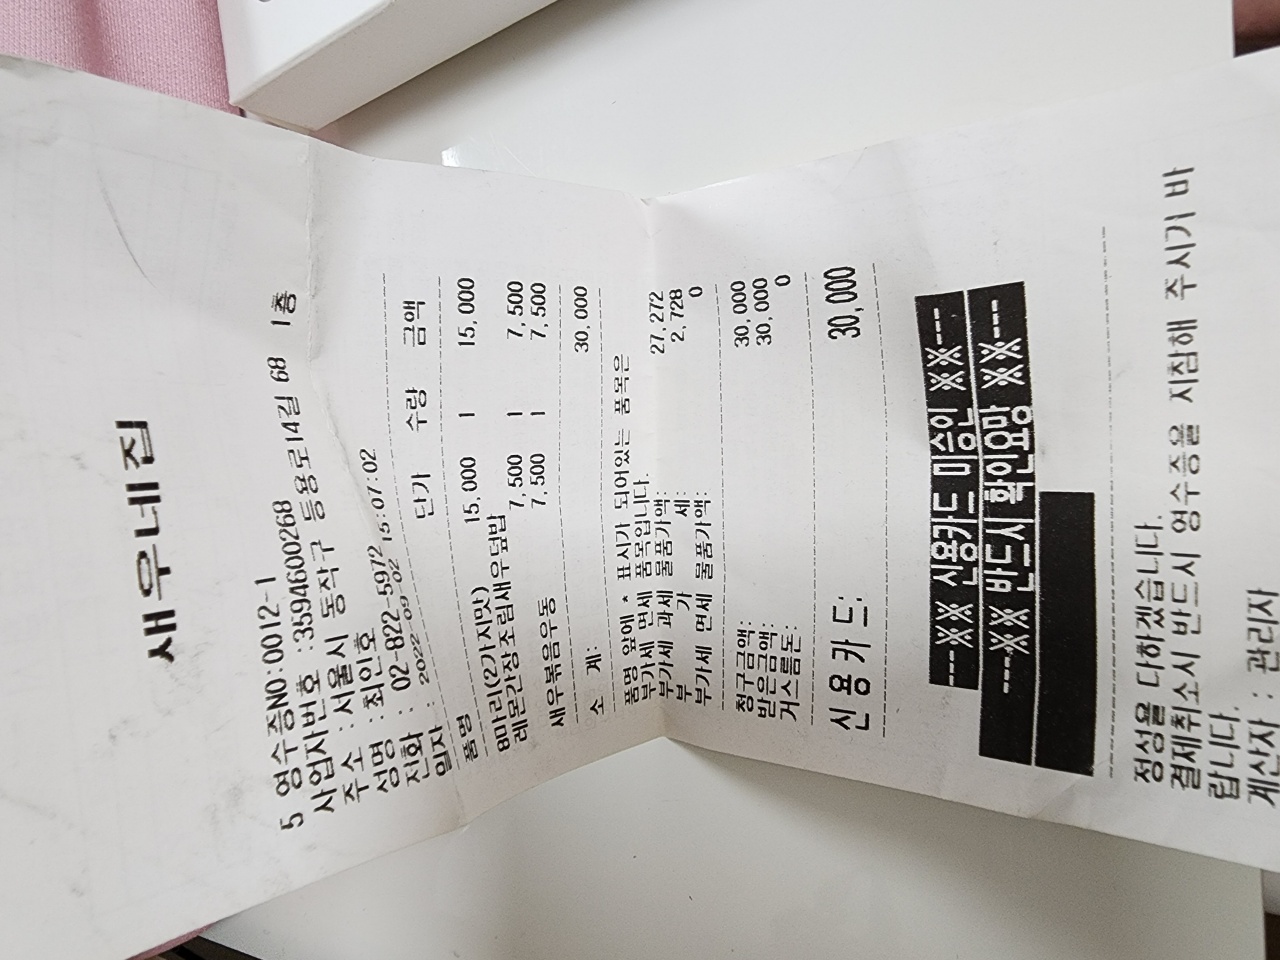 새우네집
5 영수증NO:0012-1
사업자번호 :3594600268
주소 :서울시 동작구 등용로14길 68 1층
성명 :최인호
전화 : 02-822-5972
일자 : 2022-09-02 15:07:02
품명 단가 수량 금액
8마리(2가지맛) 15,000 1 15,000
레몬간장조림새우덮밥
7,500 1 7,500
새우볶음우동 7,500 1 7,500
소 계: 30,000
품명 앞에 * 표시가 되어있는 품목은
부가세 면세 품목입니다.
부가세 과세 물품가액: 27,272
부 가 세: 2,728
부가세 면세 물품가액: 0
청구금액: 30,000
받은금액: 30,000
거스름돈: 0
신용카드: 30,000
---※※ 신용카드 미승인 ※※---
---※※ 반드시 확인요망 ※※---
정성을 다하겠습니다.
결제취소시 반드시 영수증을 지참해 주시기 바
랍니다.
계산자 : 관리자